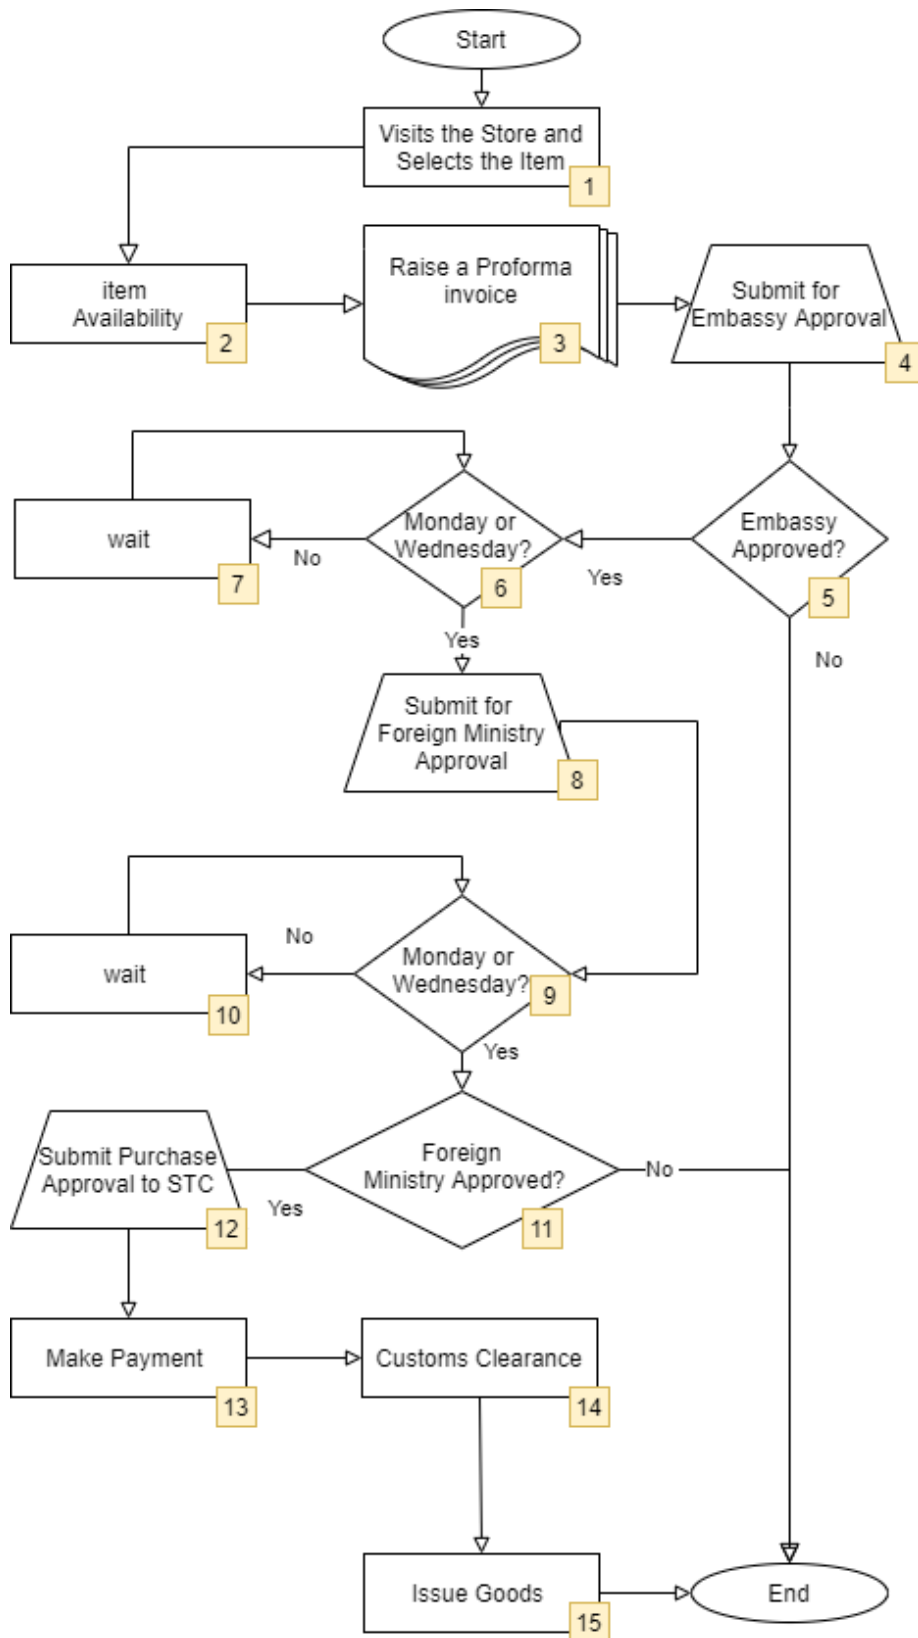 Start
Visits the Store and
Selects the Item
1
item
Availability
2
Raise a Proforma
invoice
3
Submit for
Embassy Approval
4
wait
7
No
Monday or
Wednesday?
6
Yes
Embassy
Approved?
5
No
Yes
Submit for
Foreign Ministry
Approval
8
wait
10
No
Monday or
Wednesday?
9
Yes
Submit Purchase
Approval to STC
12
Yes
Foreign
Ministry Approved?
11
No
Make Payment
13
Customs Clearance
14
Issue Goods
15
End